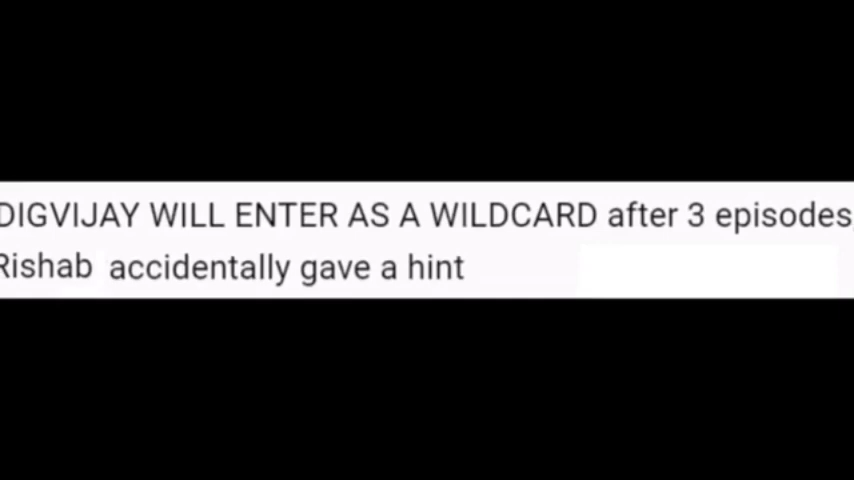 DIGVIJAY WILL ENTER AS A WILDCARD after 3 episodes,
Rishab accidentally gave a hint